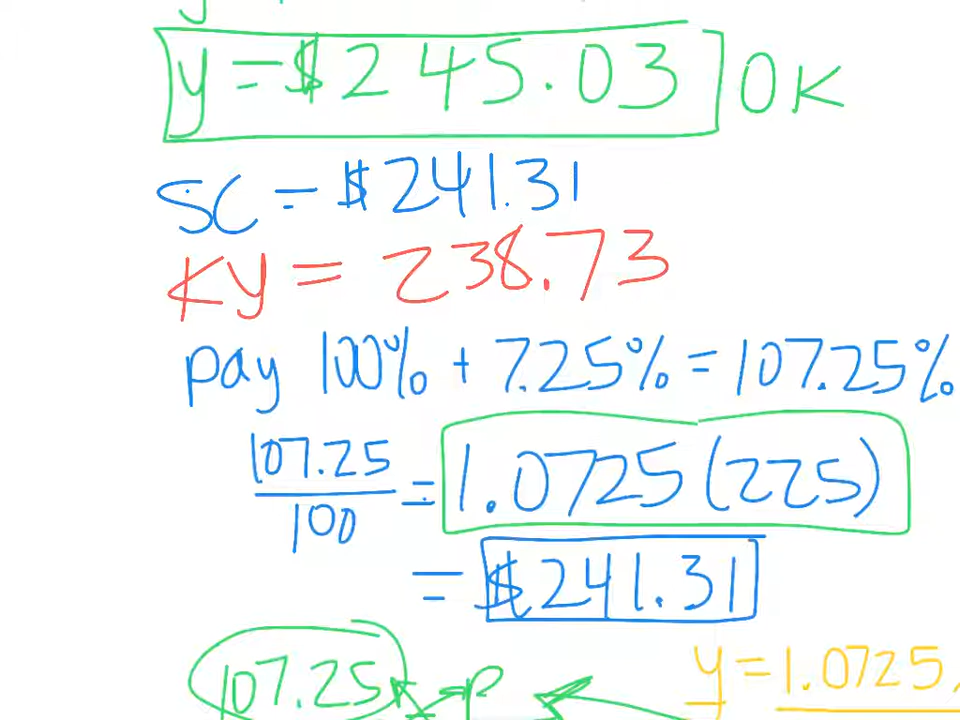 y = $245.03 OK
SC = $241.31
KY = 238.73
pay 100% + 7.25% = 107.25%
107.25
100
= 1.0725(225)
= $241.31
107.25
y = 1.0725